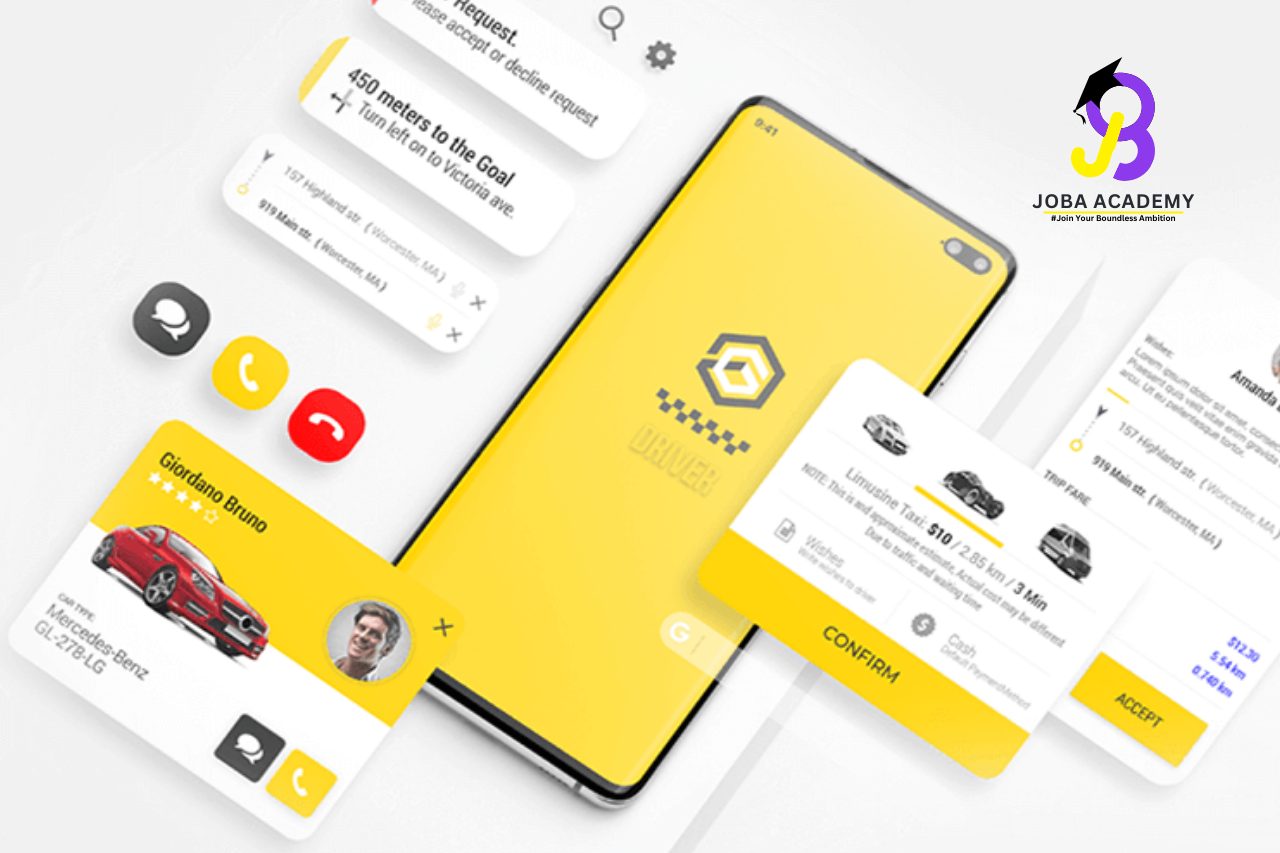 Request.
lease accept or decline request
450 meters to the Goal
Turn left on to Victoria ave.
157 Highland str. ( Worcester, MA )
919 Main str. ( Worcester, MA )
9:41
JOBA ACADEMY
#Join Your Boundless Ambition
DRIVER
G
Giordano Bruno
CAR TYPE:
Mercedes-Benz
GL-278-LG
Limusine Taxi: $10 / 2.85 km / 3 Min
NOTE: This is and approximate estimate. Actual cost may be different
Due to traffic and waiting time
Wishes
Write wishes to driver
Cash
Default PaymentMethod
CONFIRM
Amanda
Wishes:
Lorem ipsum dolor sit amet, consec
Praesent quis velit vitae enim gravida
arcu. Ut eu pellentesque tortor.
157 Highland str. ( Worcester, MA )
919 Main str. ( Worcester, MA )
TRIP FARE
$12.30
5.54 km
0.740 km
ACCEPT